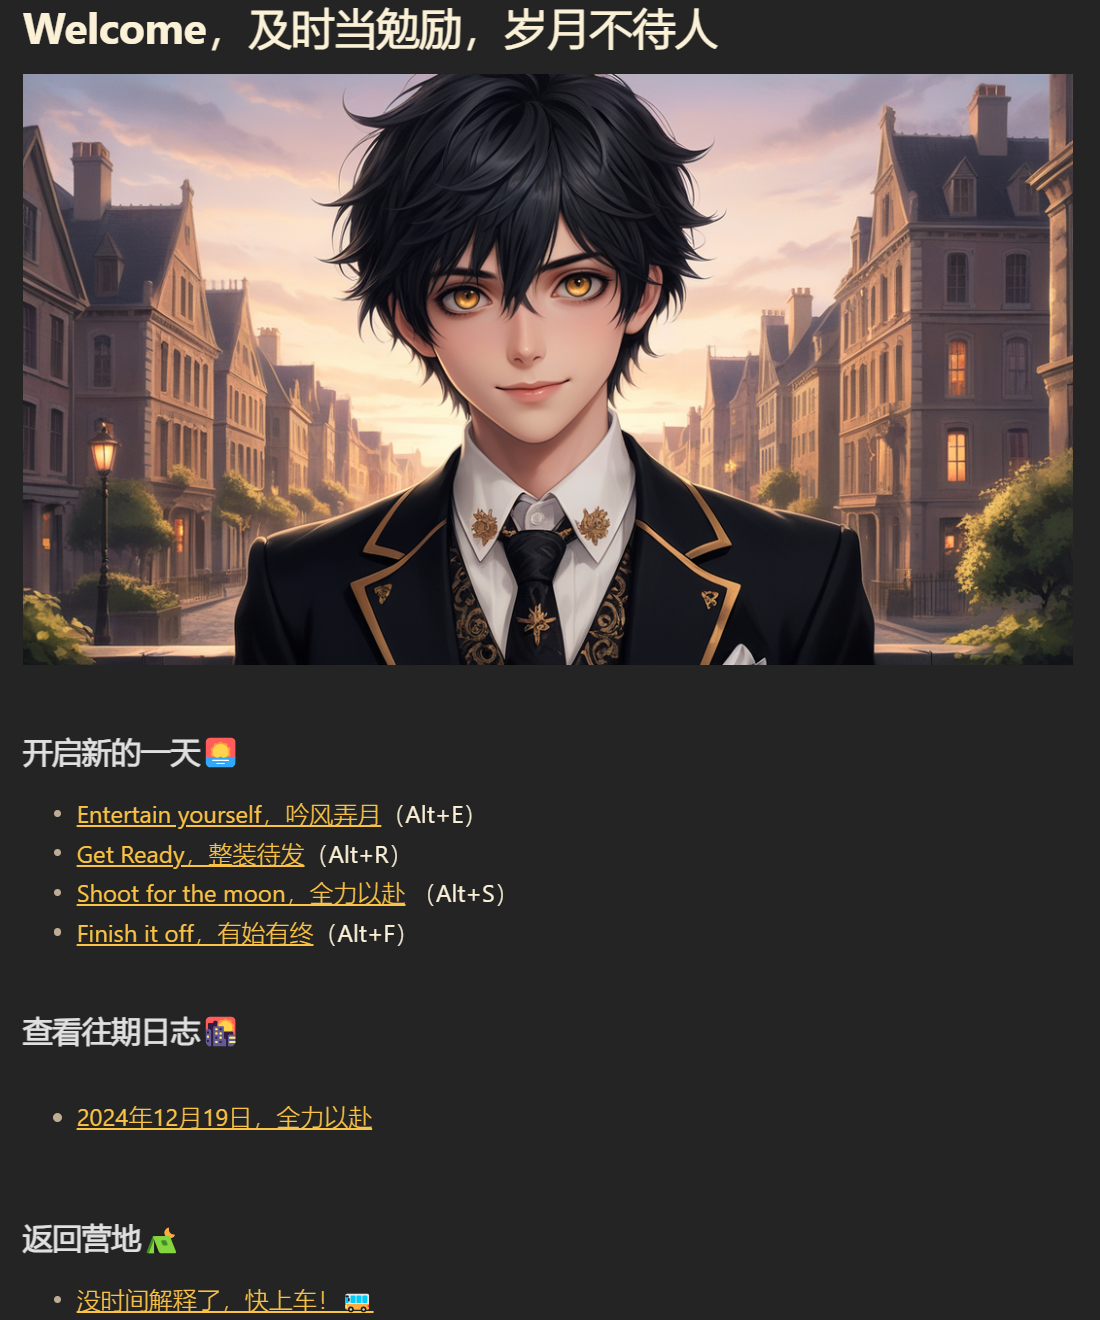 Welcome，及时当勉励，岁月不待人
开启新的一天🌅
Entertain yourself，吟风弄月（Alt+E）
Get Ready，整装待发（Alt+R）
Shoot for the moon，全力以赴 （Alt+S）
Finish it off，有始有终（Alt+F）
查看往期日志🌇
2024年12月19日，全力以赴
返回营地🏕
没时间解释了，快上车！🚌